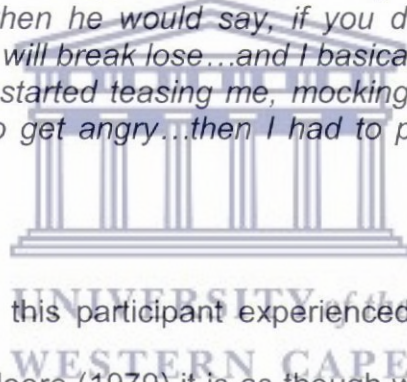 hen he would say, if you d
will break lose...and I basica
started teasing me, mocking
o get angry...then I had to p
UNIVERSITY of the
this participant experienced
WESTERN CAPE
(1979) it is as though